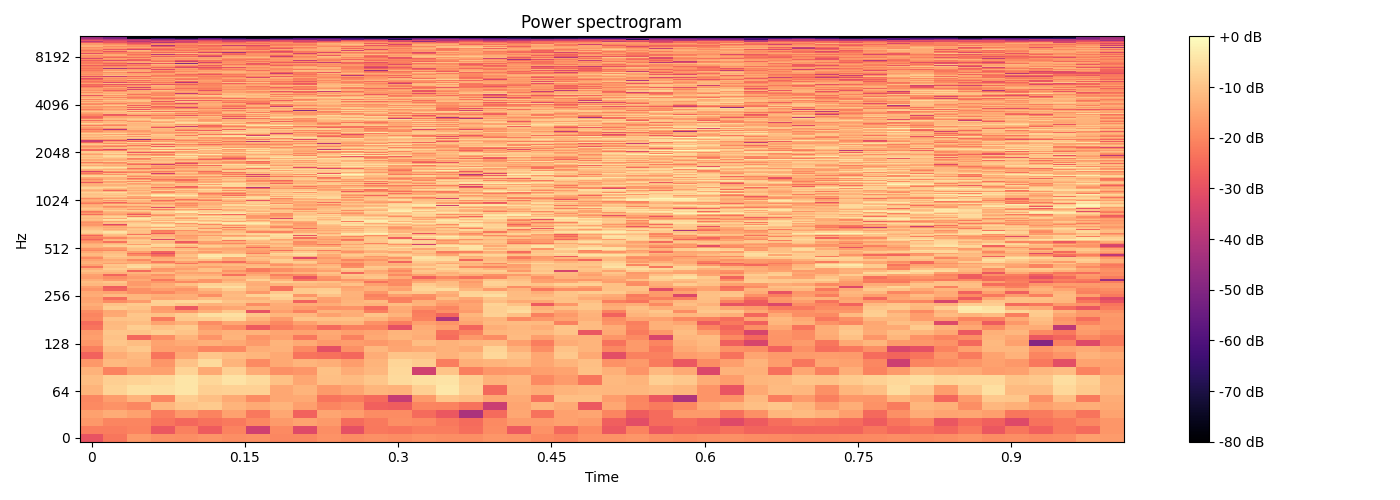 Power spectrogram
Hz
8192
4096
2048
1024
512
256
128
64
0
0 0.15 0.3 0.45 0.6 0.75 0.9
Time
+0 dB
-10 dB
-20 dB
-30 dB
-40 dB
-50 dB
-60 dB
-70 dB
-80 dB